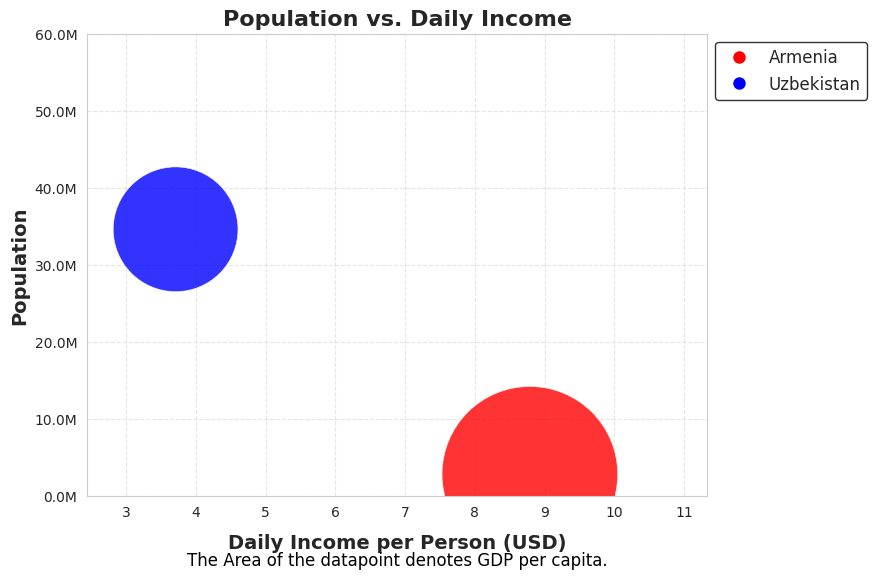 Population vs. Daily Income
Armenia
Uzbekistan
60.0M
50.0M
40.0M
30.0M
20.0M
10.0M
0.0M
Population
3 4 5 6 7 8 9 10 11
Daily Income per Person (USD)
The Area of the datapoint denotes GDP per capita.